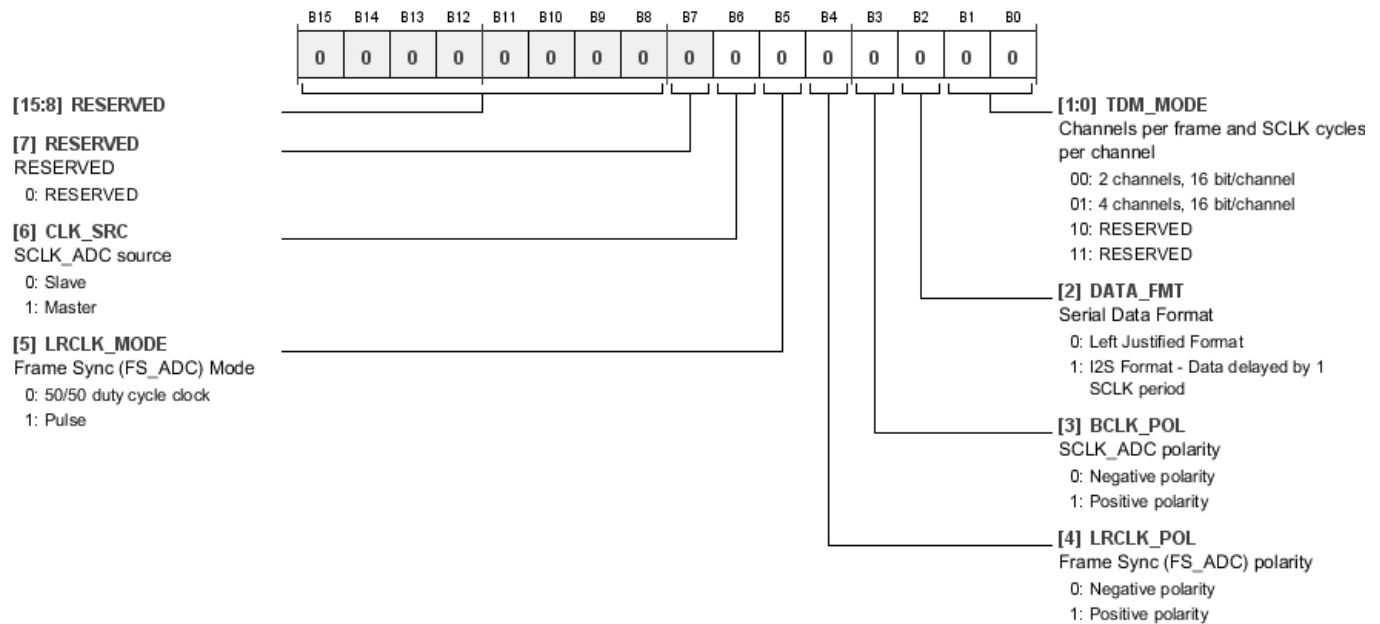 B15 B14 B13 B12 B11 B10 B9 B8 B7 B6 B5 B4 B3 B2 B1 B0
0 0 0 0 0 0 0 0 0 0 0 0 0 0 0 0
[15:8] RESERVED
[7] RESERVED
RESERVED
0: RESERVED
[6] CLK_SRC
SCLK_ADC source
0: Slave
1: Master
[5] LRCLK_MODE
Frame Sync (FS_ADC) Mode
0: 50/50 duty cycle clock
1: Pulse
[1:0] TDM_MODE
Channels per frame and SCLK cycles
per channel
00: 2 channels, 16 bit/channel
01: 4 channels, 16 bit/channel
10: RESERVED
11: RESERVED
[2] DATA_FMT
Serial Data Format
0: Left Justified Format
1: I2S Format - Data delayed by 1
SCLK period
[3] BCLK_POL
SCLK_ADC polarity
0: Negative polarity
1: Positive polarity
[4] LRCLK_POL
Frame Sync (FS_ADC) polarity
0: Negative polarity
1: Positive polarity